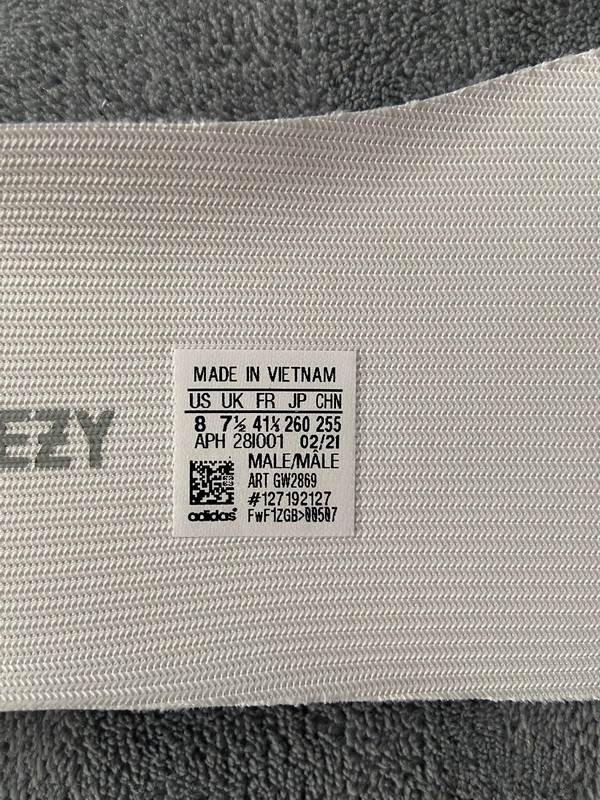 EZY
MADE IN VIETNAM
US UK FR JP CHN
8 7½ 41⅓ 260 255
APH 28I001 02/21
MALE/MÂLE
ART GW2869
#127192127
adidas® FwF1ZGB>00507